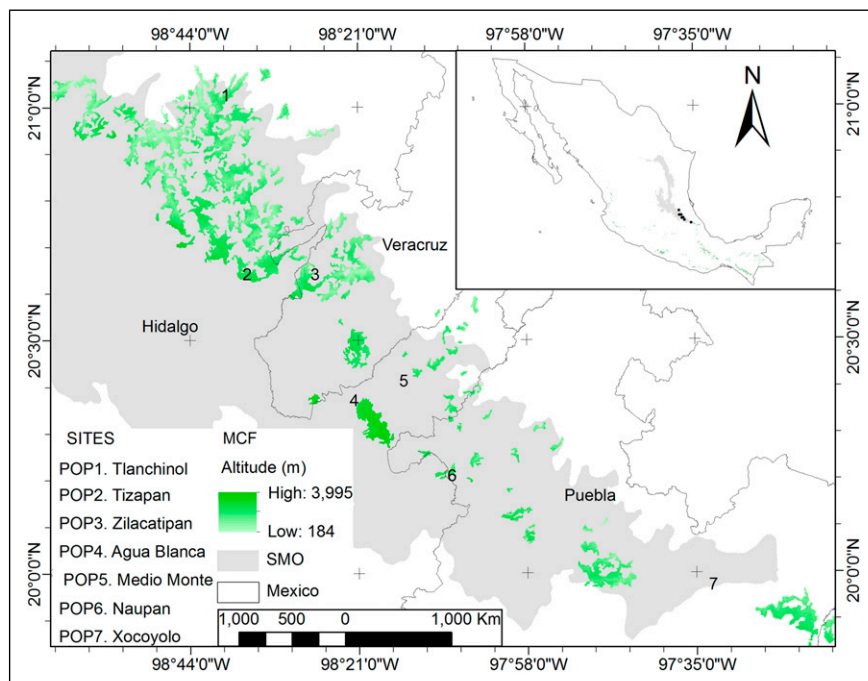 98°44'0"W 98°21'0"W 97°58'0"W 97°35'0"W
21°0'0"N
20°30'0"N
20°0'0"N
21°0'0"N
20°30'0"N
20°0'0"N
N
1
2
3
Veracruz
Hidalgo
5
4
6
Puebla
7
SITES
POP1. Tlanchinol
POP2. Tizapan
POP3. Zilacatipan
POP4. Agua Blanca
POP5. Medio Monte
POP6. Naupan
POP7. Xocoyolo
MCF
Altitude (m)
High: 3,995
Low: 184
SMO
Mexico
1,000 500 0 1,000 Km
98°44'0"W 98°21'0"W 97°58'0"W 97°35'0"W